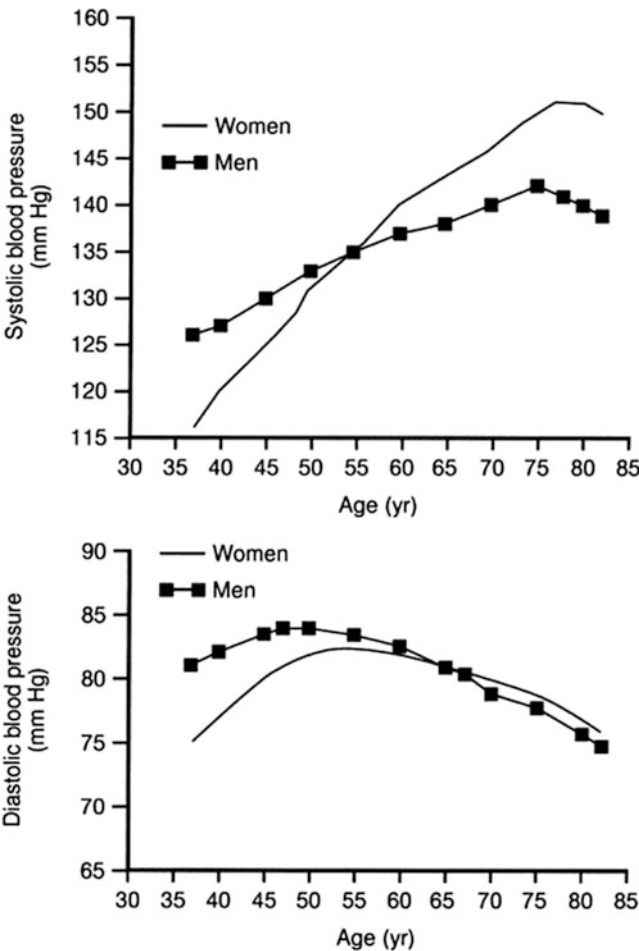 160
155
150
145
140
135
130
125
120
115
Systolic blood pressure
(mm Hg)
Women
Men
30 35 40 45 50 55 60 65 70 75 80 85
Age (yr)
90
85
80
75
70
65
Diastolic blood pressure
(mm Hg)
Women
Men
30 35 40 45 50 55 60 65 70 75 80 85
Age (yr)